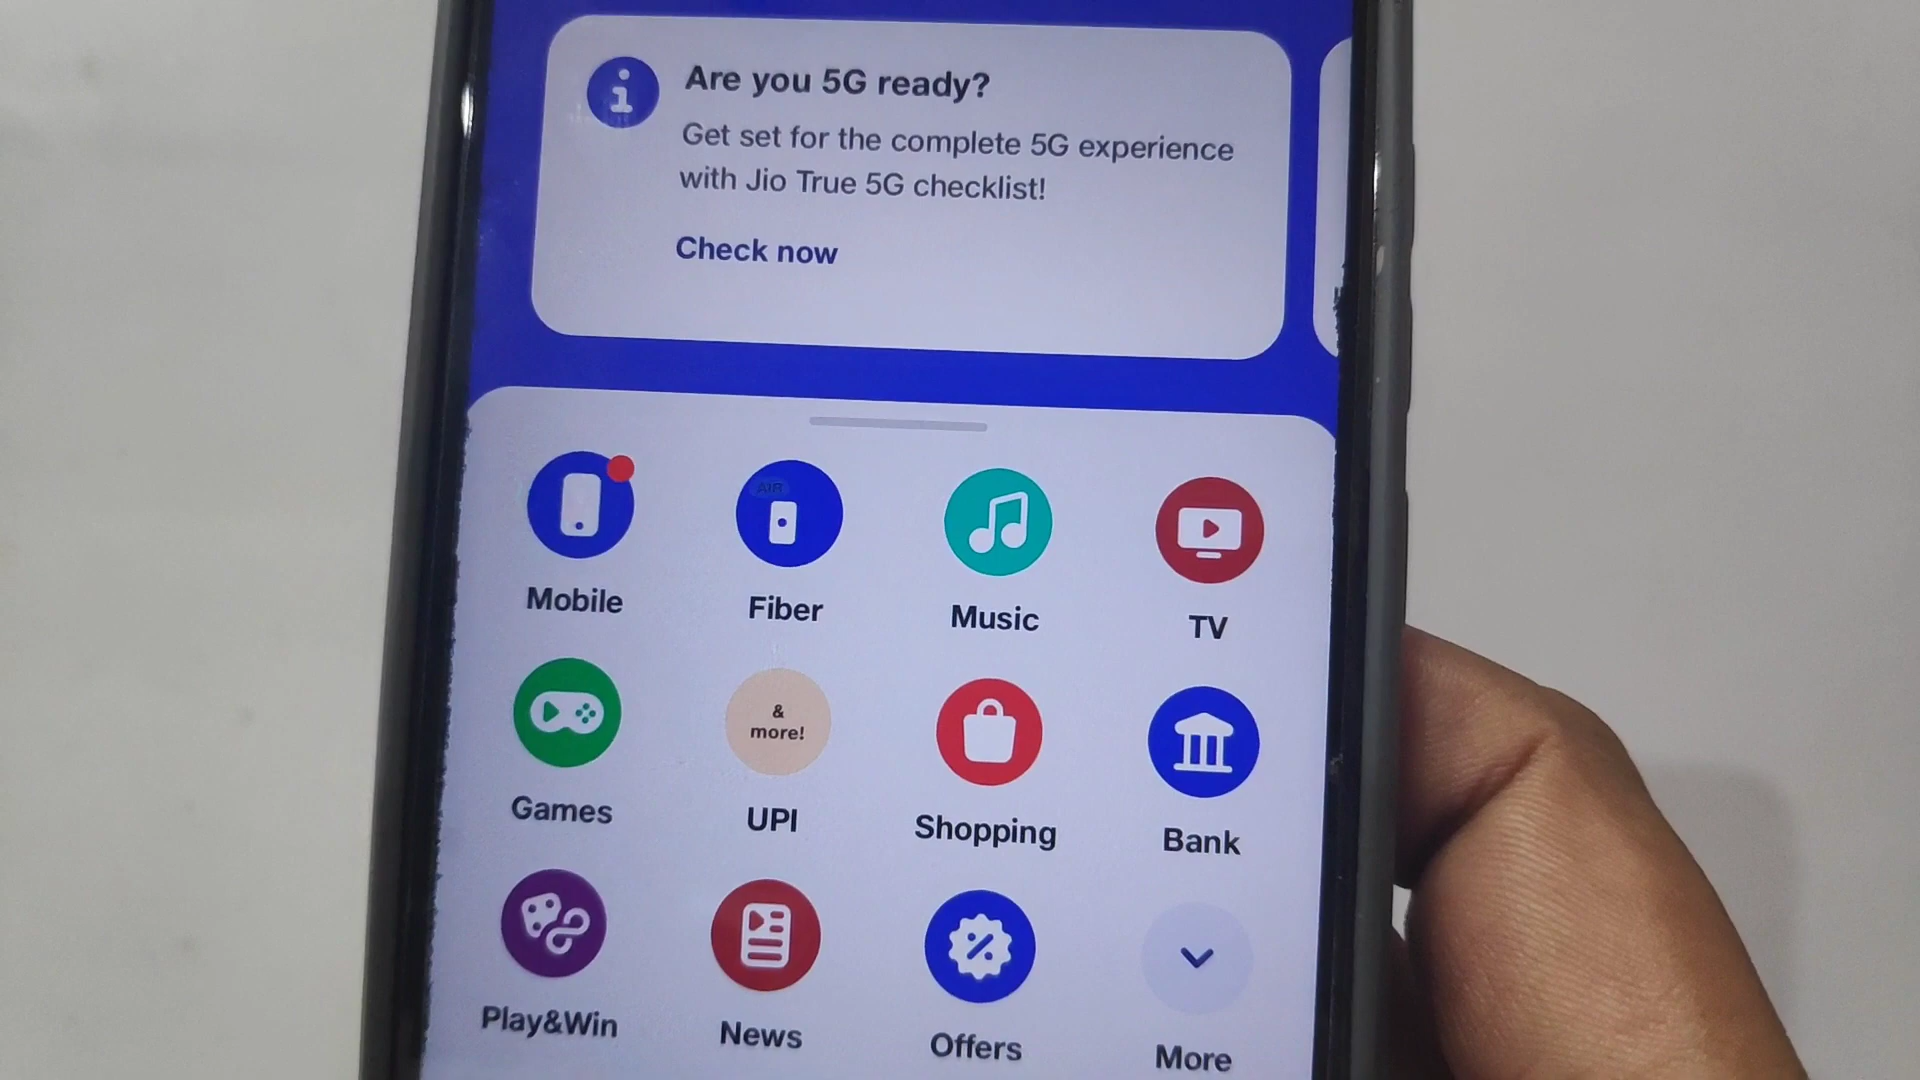 Are you 5G ready?
Get set for the complete 5G experience
with Jio True 5G checklist!
Check now
AIR
Mobile
Fiber
Music
TV
&
more!
Games
UPI
Shopping
Bank
Play&Win
News
Offers
More